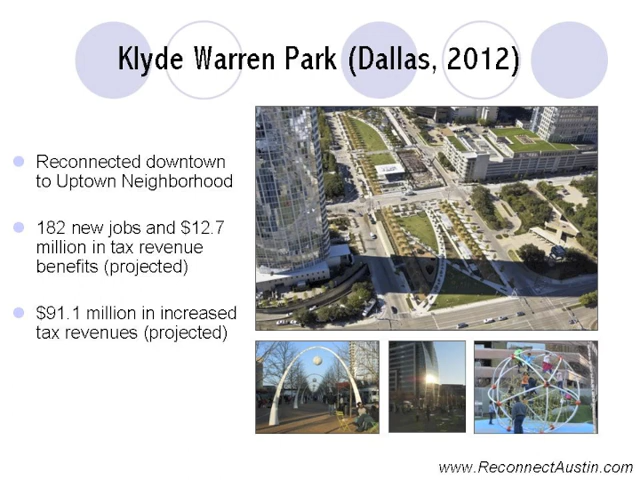 Klyde Warren Park (Dallas, 2012)
Reconnected downtown
to Uptown Neighborhood
182 new jobs and $12.7
million in tax revenue
benefits (projected)
$91.1 million in increased
tax revenues (projected)
www.ReconnectAustin.com